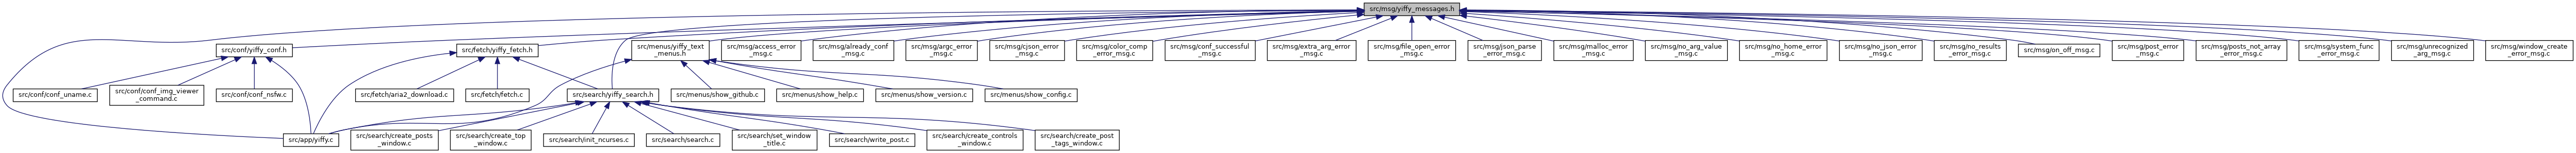 src/msg/yiffy_messages.h
src/conf/yiffy_conf.h
src/fetch/yiffy_fetch.h
src/menus/yiffy_text
_menus.h
src/msg/access_error
_msg.c
src/msg/already_conf
_msg.c
src/msg/argc_error
_msg.c
src/msg/cjson_error
_msg.c
src/msg/color_comp
_error_msg.c
src/msg/conf_successful
_msg.c
src/msg/extra_arg_error
_msg.c
src/msg/file_open_error
_msg.c
src/msg/json_parse
_error_msg.c
src/msg/malloc_error
_msg.c
src/msg/no_arg_value
_msg.c
src/msg/no_home_error
_msg.c
src/msg/no_json_error
_msg.c
src/msg/no_results
_error_msg.c
src/msg/on_off_msg.c
src/msg/post_error
_msg.c
src/msg/posts_not_array
_error_msg.c
src/msg/system_func
_error_msg.c
src/msg/unrecognized
_arg_msg.c
src/msg/window_create
_error_msg.c
src/conf/conf_uname.c
src/conf/conf_img_viewer
_command.c
src/conf/conf_nsfw.c
src/fetch/aria2_download.c
src/fetch/fetch.c
src/search/yiffy_search.h
src/menus/show_github.c
src/menus/show_help.c
src/menus/show_version.c
src/menus/show_config.c
src/app/yiffy.c
src/search/create_posts
_window.c
src/search/create_top
_window.c
src/search/init_ncurses.c
src/search/search.c
src/search/set_window
_title.c
src/search/write_post.c
src/search/create_controls
_window.c
src/search/create_post
_tags_window.c